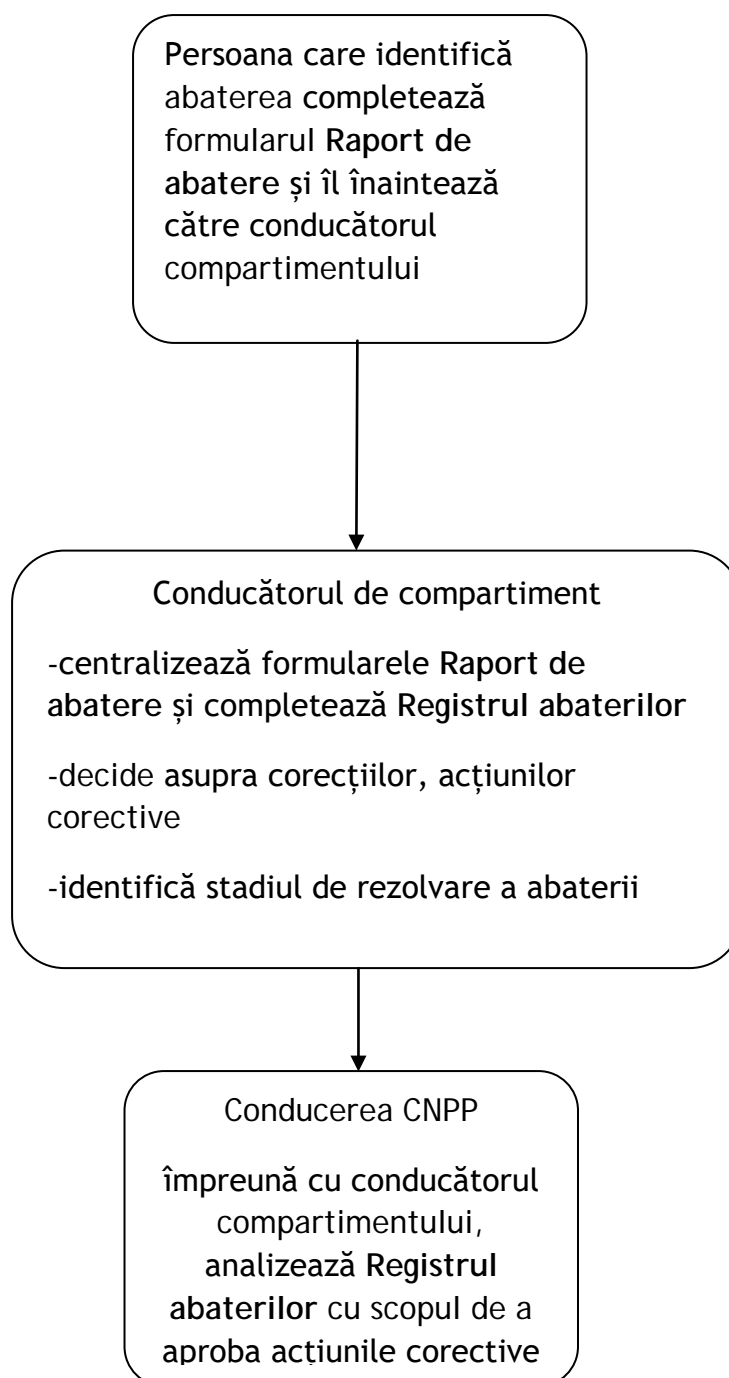 Persoana care identifică
abaterea completează
formularul Raport de
abatere și îl înaintează
către conducătorul
compartimentului
Conducătorul de compartiment
-centralizează formularele Raport de
abatere și completează Registrul abaterilor
-decide asupra corecțiilor, acțiunilor
corective
-identifică stadiul de rezolvare a abaterii
Conducerea CNPP
împreună cu conducătorul
compartimentului,
analizează Registrul
abaterilor cu scopul de a
aproba acțiunile corective